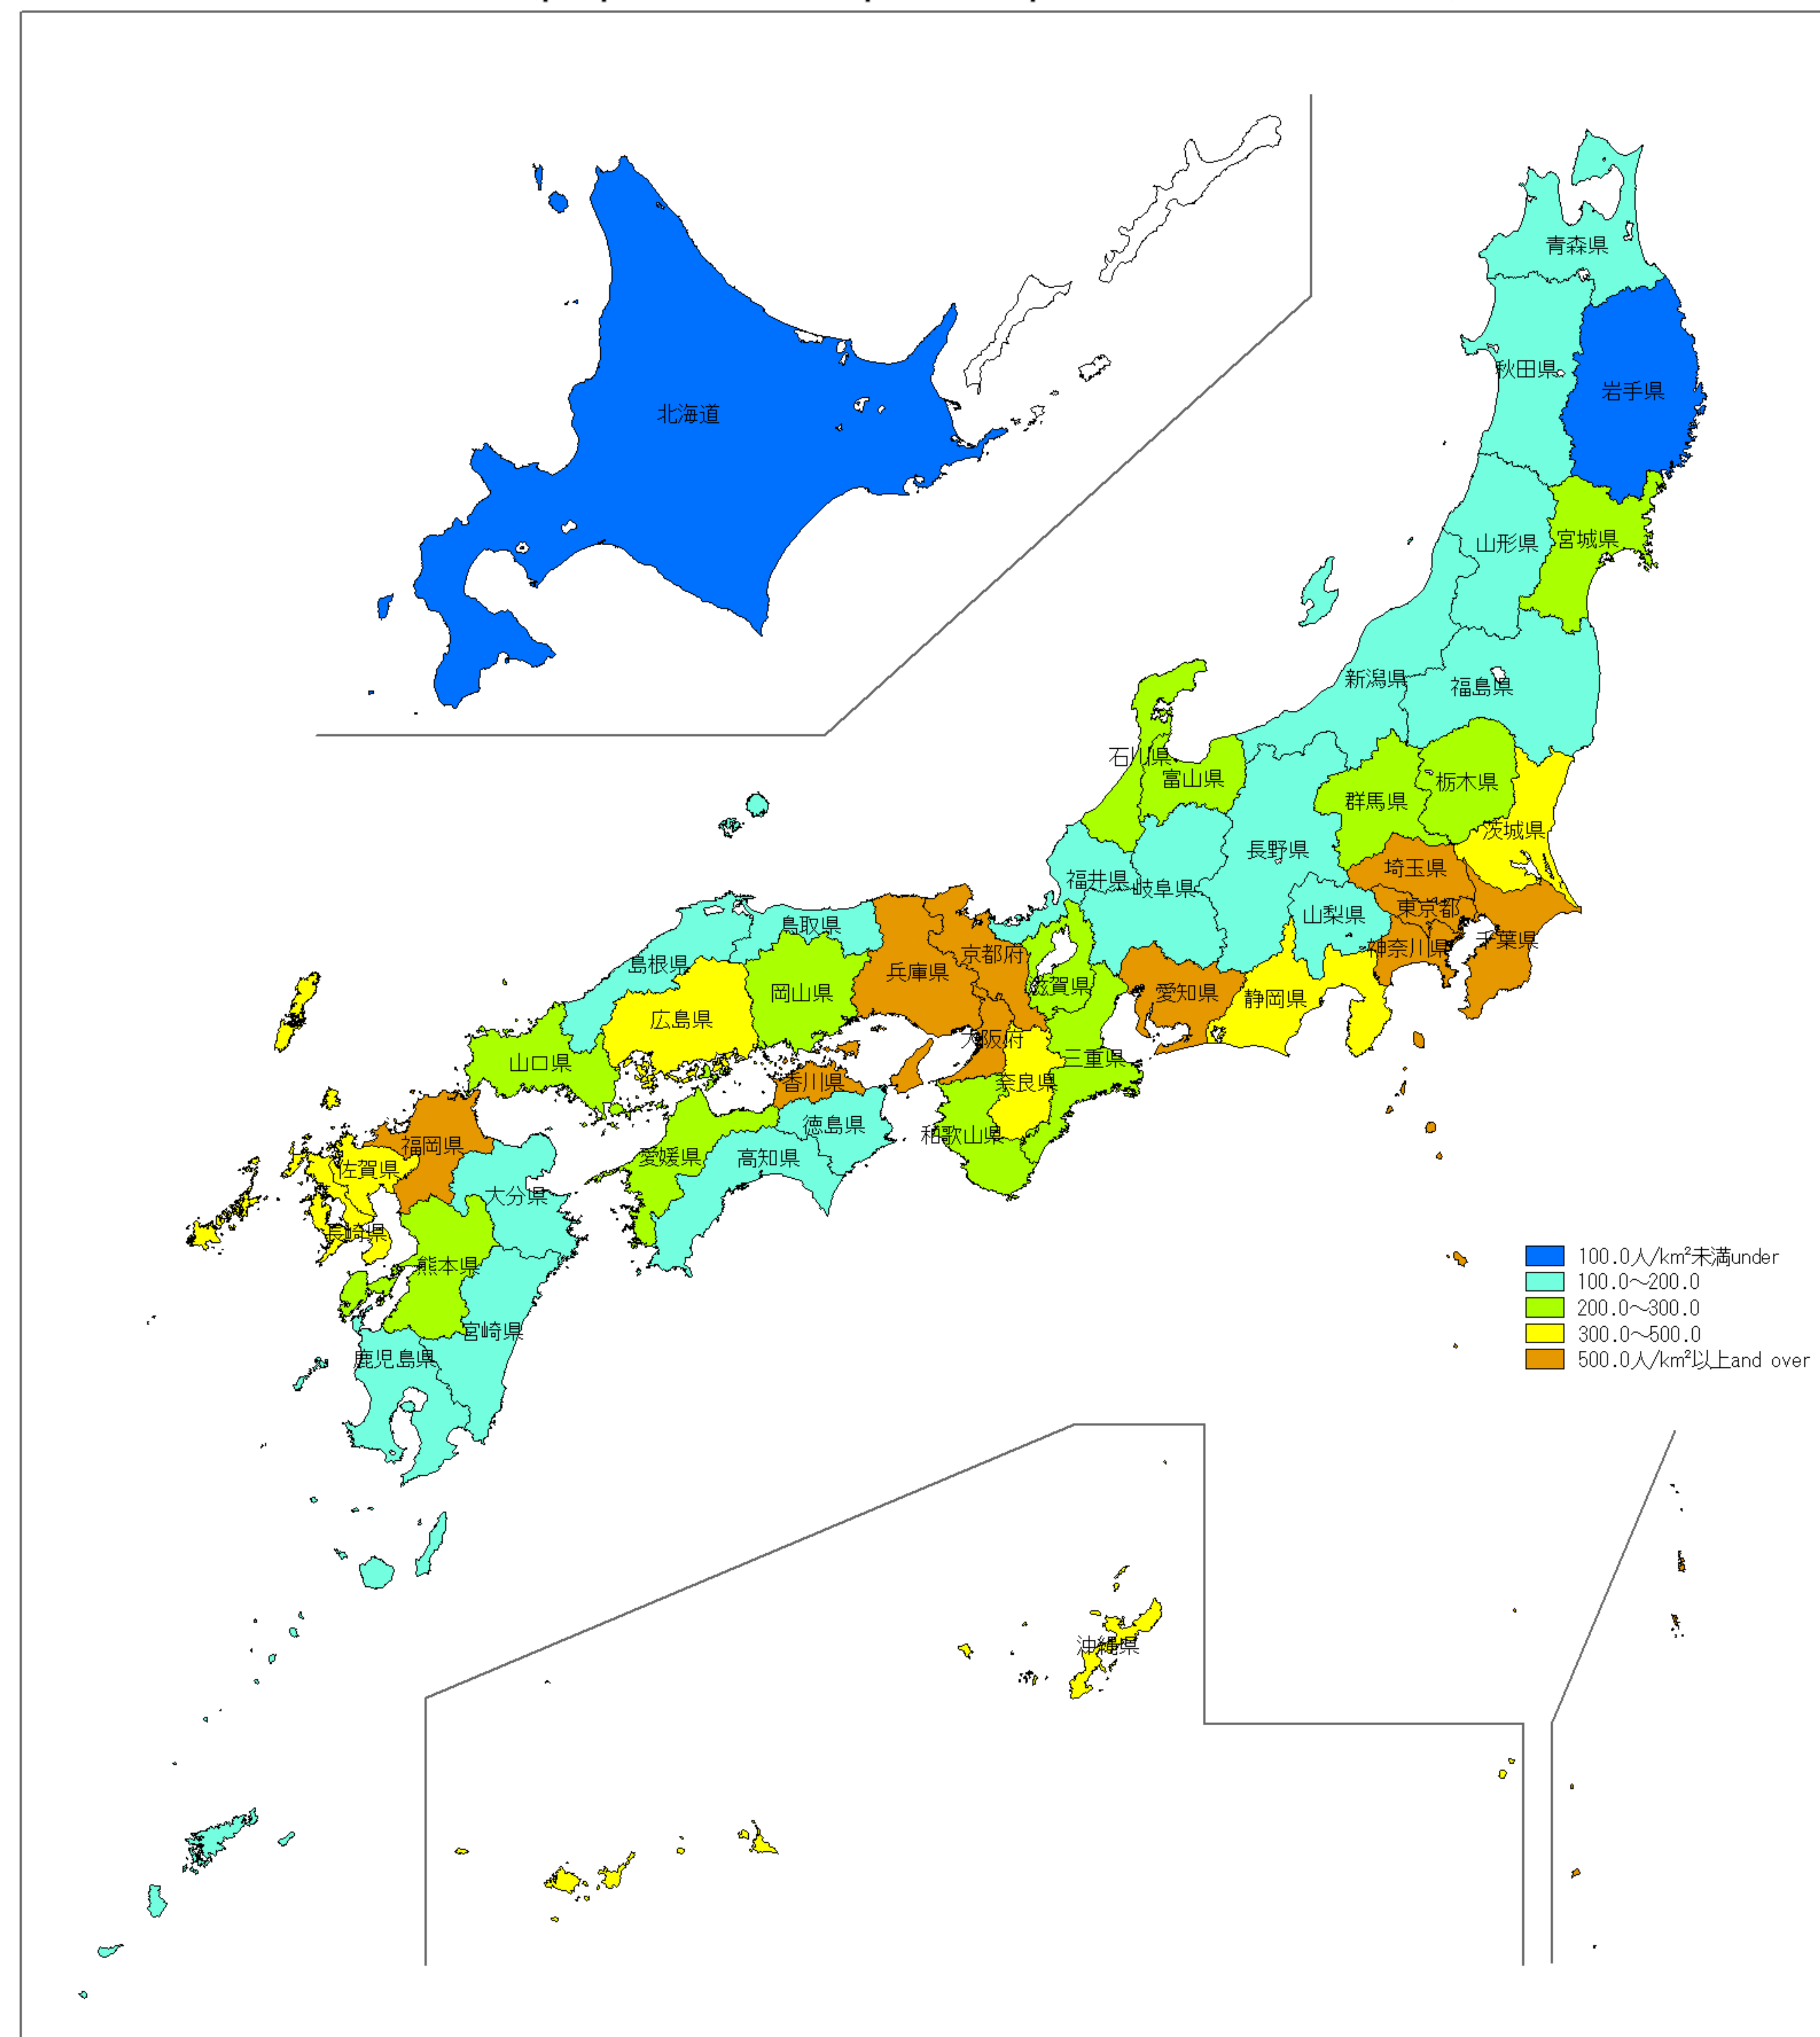 北海道
青森県
秋田県
岩手県
山形県
宮城県
新潟県
福島県
石川県
富山県
群馬県
栃木県
茨城県
長野県
埼玉県
福井県
岐阜県
山梨県
東京都
千葉県
神奈川県
鳥取県
島根県
兵庫県
京都府
滋賀県
愛知県
静岡県
岡山県
広島県
大阪府
山口県
香川県
奈良県
三重県
徳島県
和歌山県
愛媛県
高知県
福岡県
佐賀県
大分県
長崎県
熊本県
宮崎県
鹿児島県
沖縄県
100.0人/km²未満under
100.0～200.0
200.0～300.0
300.0～500.0
500.0人/km²以上and over